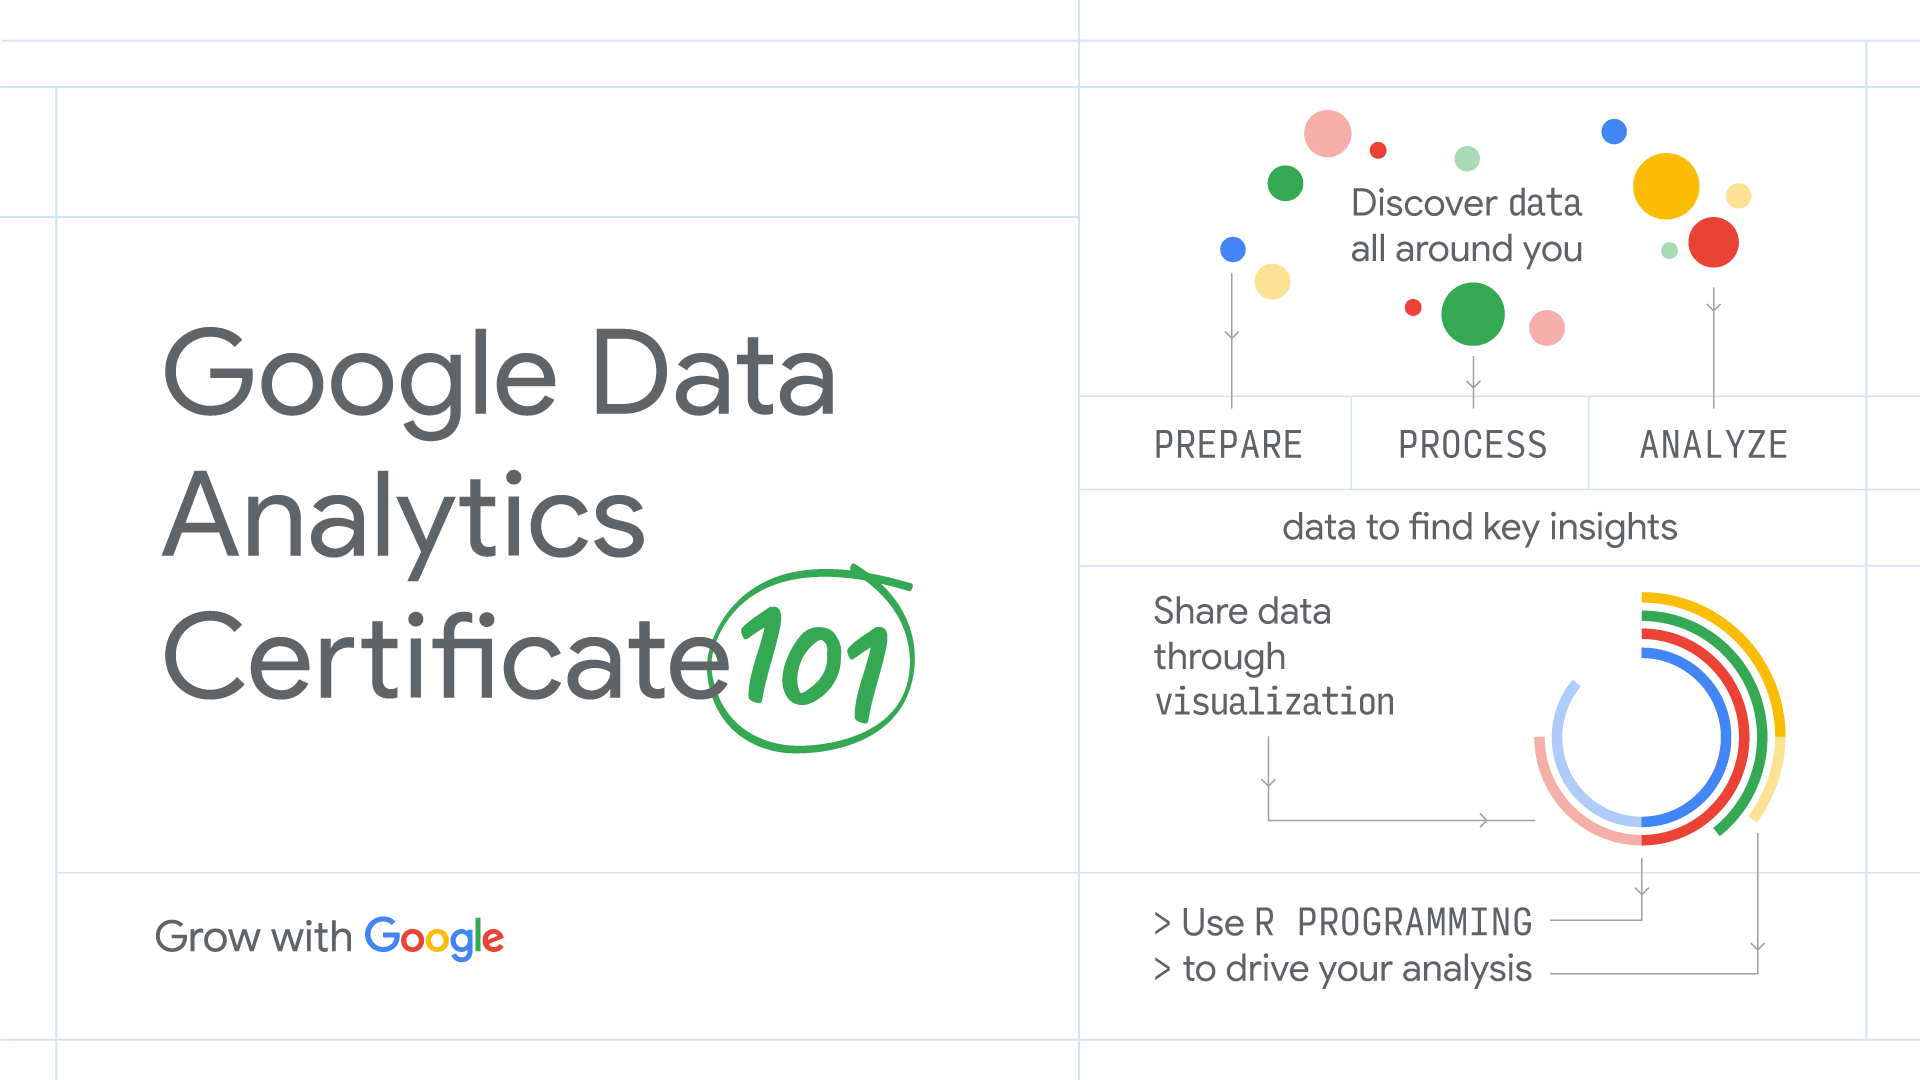 Google Data
Analytics
Certificate 101
Grow with Google
Discover data
all around you
PREPARE PROCESS ANALYZE
data to find key insights
Share data
through
visualization
> Use R PROGRAMMING
> to drive your analysis